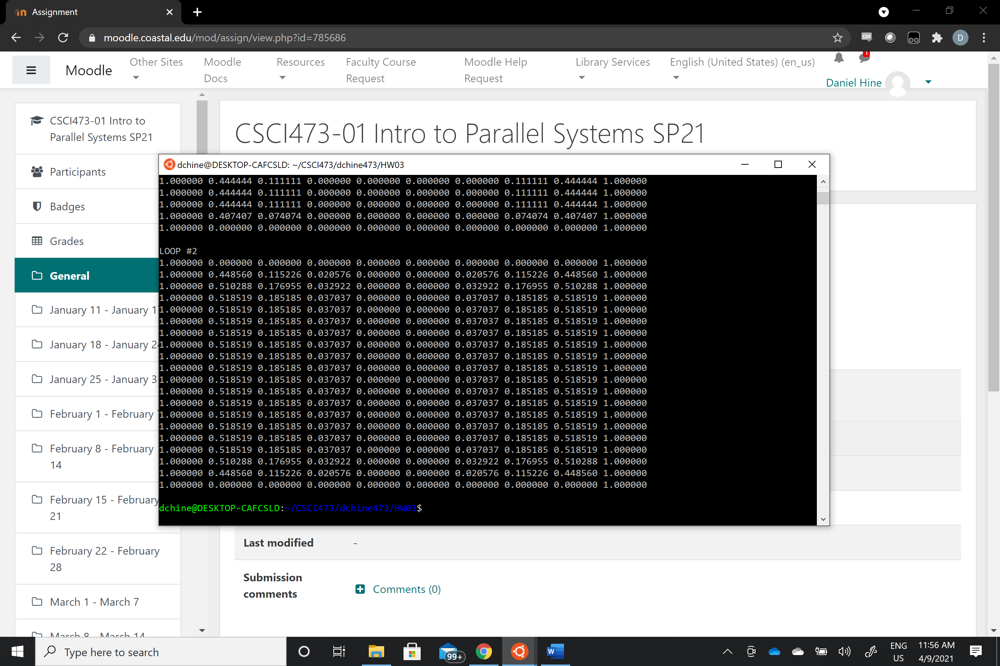 Assignment
moodle.coastal.edu/mod/assign/view.php?id=785686
CSS
D
Moodle
Other Sites
Moodle Docs
Resources
Faculty Course Request
Moodle Help Request
Library Services
English (United States) (en_us)
1
Daniel Hine
CSCI473-01 Intro to
Parallel Systems SP21
Participants
Badges
Grades
General
January 11 - January 1
January 18 - January 24
January 25 - January 3
February 1 - February
February 8 - February
14
February 15 - February
21
February 22 - February
28
March 1 - March 7
March 8 - March 14
CSCI473-01 Intro to Parallel Systems SP21
dchine@DESKTOP-CAFCSLD: ~/CSCI473/dchine473/HW03
1.000000 0.444444 0.111111 0.000000 0.000000 0.000000 0.000000 0.111111 0.444444 1.000000
1.000000 0.444444 0.111111 0.000000 0.000000 0.000000 0.000000 0.111111 0.444444 1.000000
1.000000 0.444444 0.111111 0.000000 0.000000 0.000000 0.000000 0.111111 0.444444 1.000000
1.000000 0.407407 0.074074 0.000000 0.000000 0.000000 0.000000 0.074074 0.407407 1.000000
1.000000 0.000000 0.000000 0.000000 0.000000 0.000000 0.000000 0.000000 0.000000 1.000000
LOOP #2
1.000000 0.000000 0.000000 0.000000 0.000000 0.000000 0.000000 0.000000 0.000000 1.000000
1.000000 0.448560 0.115226 0.020576 0.000000 0.000000 0.020576 0.115226 0.448560 1.000000
1.000000 0.510288 0.176955 0.032922 0.000000 0.000000 0.032922 0.176955 0.510288 1.000000
1.000000 0.518519 0.185185 0.037037 0.000000 0.000000 0.037037 0.185185 0.518519 1.000000
1.000000 0.518519 0.185185 0.037037 0.000000 0.000000 0.037037 0.185185 0.518519 1.000000
1.000000 0.518519 0.185185 0.037037 0.000000 0.000000 0.037037 0.185185 0.518519 1.000000
1.000000 0.518519 0.185185 0.037037 0.000000 0.000000 0.037037 0.185185 0.518519 1.000000
1.000000 0.518519 0.185185 0.037037 0.000000 0.000000 0.037037 0.185185 0.518519 1.000000
1.000000 0.518519 0.185185 0.037037 0.000000 0.000000 0.037037 0.185185 0.518519 1.000000
1.000000 0.518519 0.185185 0.037037 0.000000 0.000000 0.037037 0.185185 0.518519 1.000000
1.000000 0.518519 0.185185 0.037037 0.000000 0.000000 0.037037 0.185185 0.518519 1.000000
1.000000 0.518519 0.185185 0.037037 0.000000 0.000000 0.037037 0.185185 0.518519 1.000000
1.000000 0.518519 0.185185 0.037037 0.000000 0.000000 0.037037 0.185185 0.518519 1.000000
1.000000 0.518519 0.185185 0.037037 0.000000 0.000000 0.037037 0.185185 0.518519 1.000000
1.000000 0.518519 0.185185 0.037037 0.000000 0.000000 0.037037 0.185185 0.518519 1.000000
1.000000 0.518519 0.185185 0.037037 0.000000 0.000000 0.037037 0.185185 0.518519 1.000000
1.000000 0.518519 0.185185 0.037037 0.000000 0.000000 0.037037 0.185185 0.518519 1.000000
1.000000 0.510288 0.176955 0.032922 0.000000 0.000000 0.032922 0.176955 0.510288 1.000000
1.000000 0.448560 0.115226 0.020576 0.000000 0.000000 0.020576 0.115226 0.448560 1.000000
1.000000 0.000000 0.000000 0.000000 0.000000 0.000000 0.000000 0.000000 0.000000 1.000000
dchine@DESKTOP-CAFCSLD:~/CSCI473/dchine473/HW03$
Last modified -
Submission
comments
Comments (0)
Type here to search
99+
W
ENG
US
11:56 AM
4/9/2021